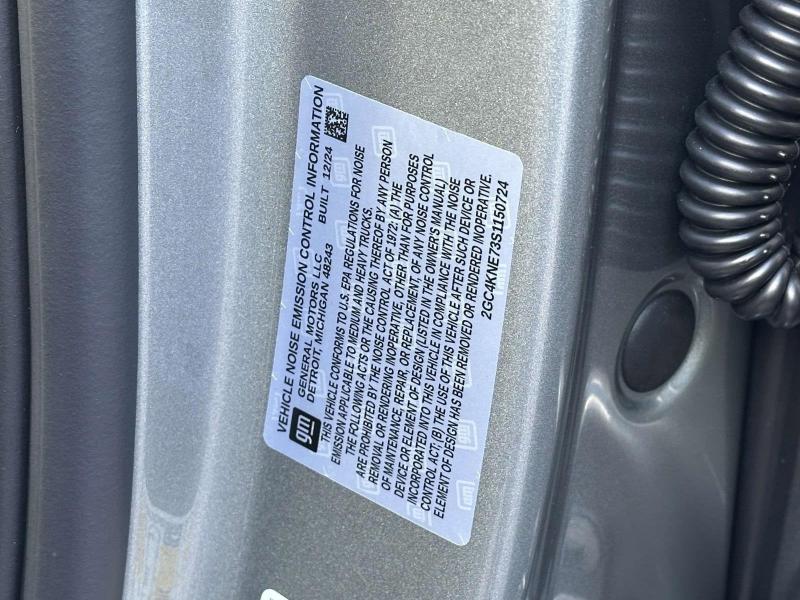 VEHICLE NOISE EMISSION CONTROL INFORMATION
gm
GENERAL MOTORS LLC
DETROIT, MICHIGAN 48243 BUILT 12/24
THIS VEHICLE CONFORMS TO U.S. EPA REGULATIONS FOR NOISE
EMISSION APPLICABLE TO MEDIUM AND HEAVY TRUCKS.
THE FOLLOWING ACTS OR THE CAUSING THEREOF BY ANY PERSON
ARE PROHIBITED BY THE NOISE CONTROL ACT OF 1972 (A) THE
REMOVAL OR RENDERING INOPERATIVE, OTHER THAN FOR PURPOSES
OF MAINTENANCE, REPAIR, OR REPLACEMENT, OF ANY NOISE CONTROL
DEVICE OR ELEMENT OF DESIGN (LISTED IN THE OWNER'S MANUAL)
INCORPORATED INTO THIS VEHICLE IN COMPLIANCE WITH THE NOISE
CONTROL ACT: (B) THE USE OF THIS VEHICLE AFTER SUCH DEVICE OR
ELEMENT OF DESIGN HAS BEEN REMOVED OR RENDERED INOPERATIVE.
2GC4KNE73S1150724